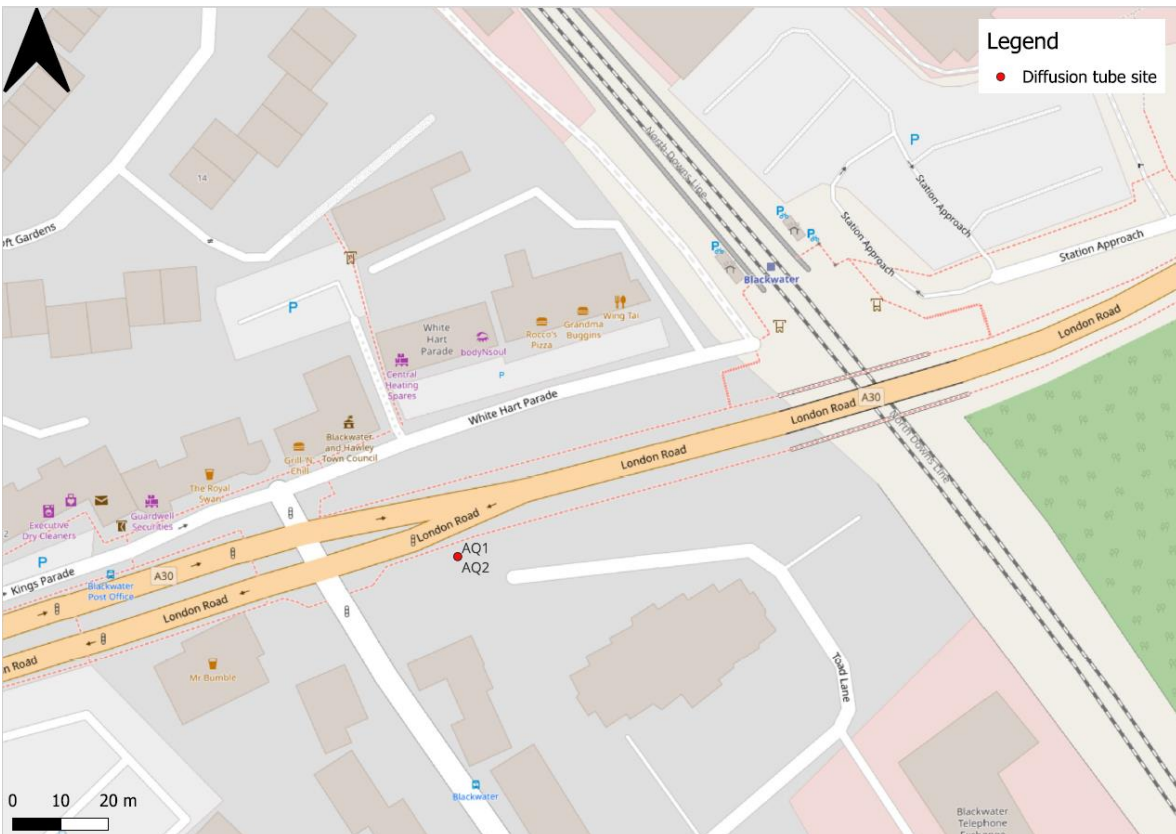 Legend
Diffusion tube site
North Downs Line
P
14
Station Approach
Station Approach
Station Approach
oft Gardens
P
P
P
Blackwater
London Road
P
White
Hart
Parade
bodyNsoul
Rocco's
Pizza
Grandma
Buggins
Wing Tai
Central
Heating
Spares
P
White Hart Parade
London Road
A30
North Downs Line
London Road
Blackwater
and Hawley
Town Council
Grill 'N'
Chill
The Royal
Swan
Guardwell
Securities
Executive
Dry Cleaners
2
P
Kings Parade
A30
Blackwater
Post Office
London Road
London Road
AQ1
AQ2
n Road
Mr Bumble
Toad Lane
Blackwater
Blackwater
Telephone
0 10 20 m